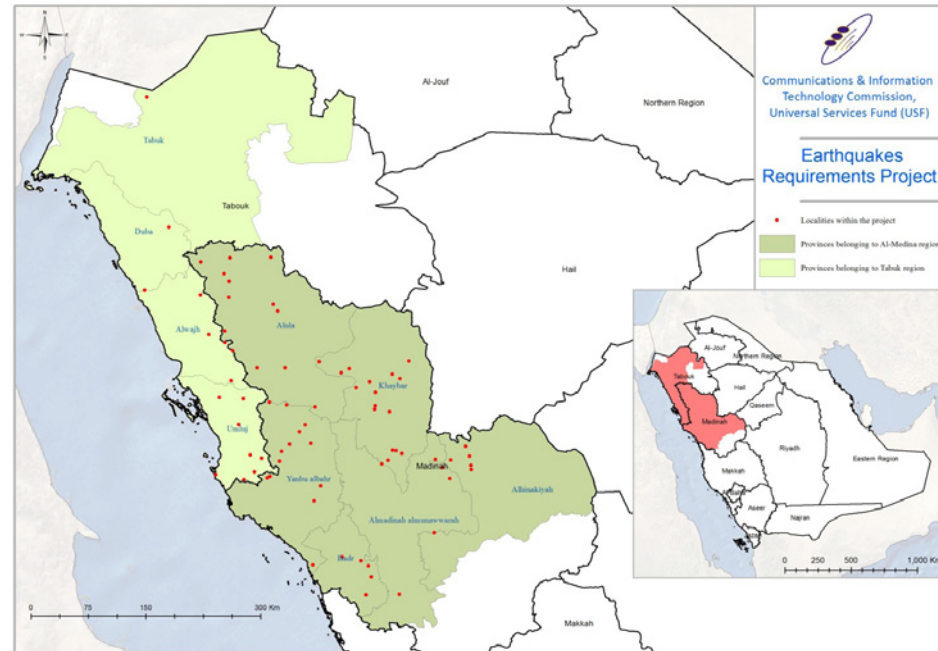 N
W
E
S
Al-Jouf
Northern Region
Tabuk
Tabouk
Duba
Hail
Alwajh
Alula
Khaybar
Umluj
Madinah
Yanbu albahr
Alhinakiyah
Almadinah almunawwarah
Badr
Makkah
0 75 150 300 Km
Communications & Information
Technology Commission,
Universal Services Fund (USF)
Earthquakes
Requirements Project
Localities within the project
Provinces belonging to Al-Medina region
Provinces belonging to Tabuk region
Al-Jouf
Northern Region
Tabouk
Hail
Qaseem
Madinah
Riyadh
Eastern Region
Makkah
Aseer
Najran
0 250 500 1,000 Km